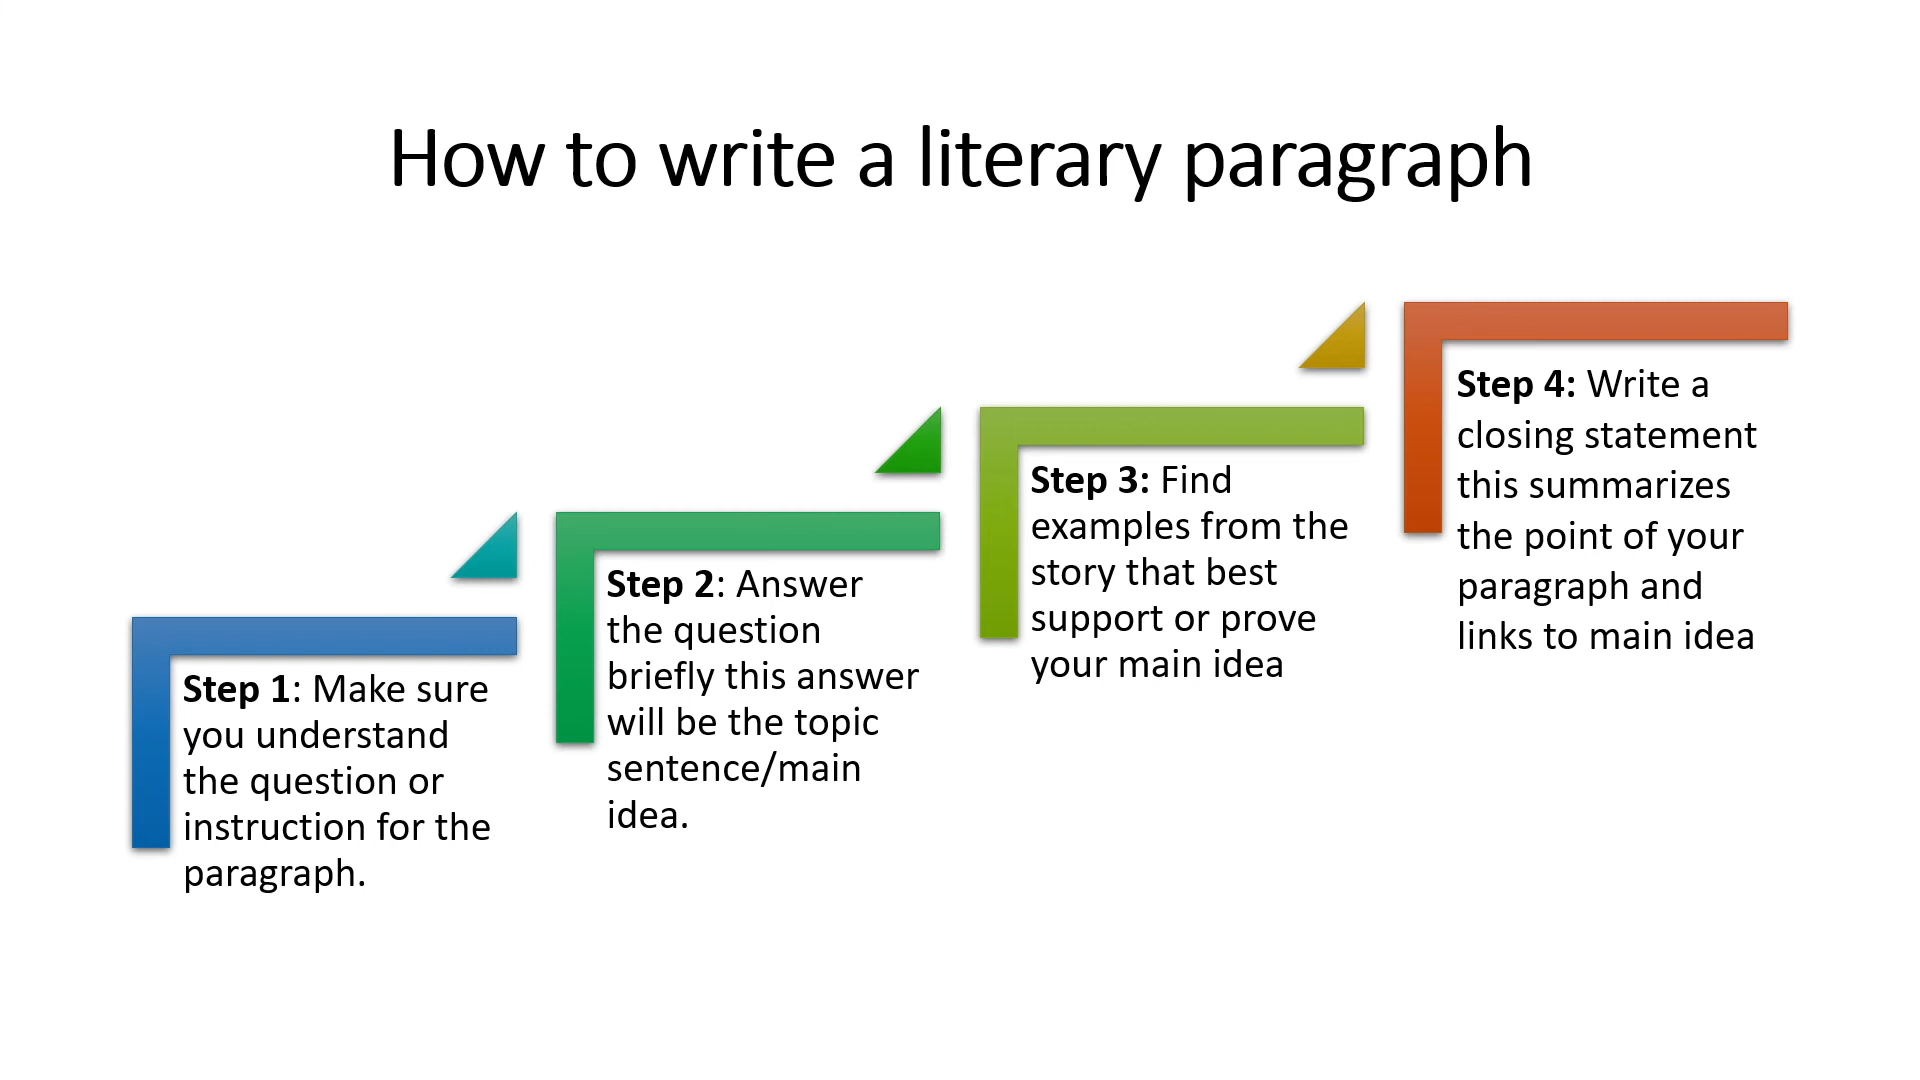 How to write a literary paragraph
Step 1: Make sure
you understand
the question or
instruction for the
paragraph.
Step 2: Answer
the question
briefly this answer
will be the topic
sentence/main
idea.
Step 3: Find
examples from the
story that best
support or prove
your main idea
Step 4: Write a
closing statement
this summarizes
the point of your
paragraph and
links to main idea